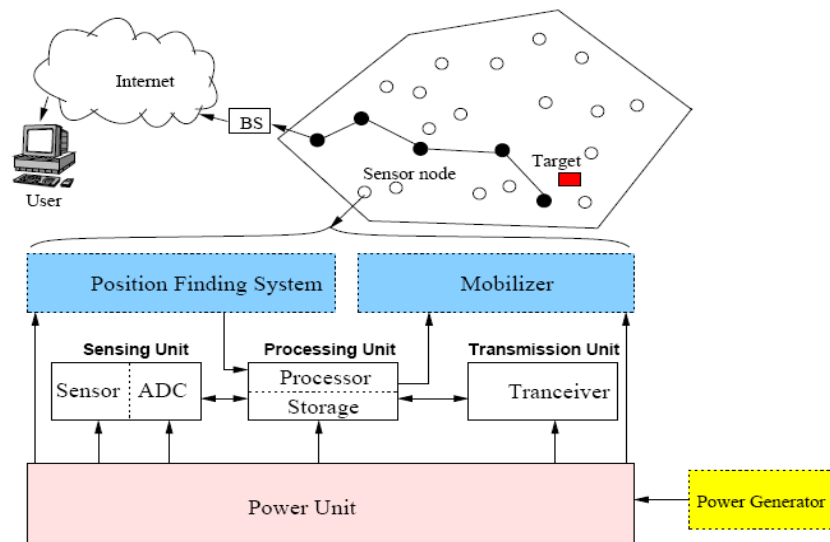 Internet
BS
User
Sensor node
Target
Position Finding System
Mobilizer
Sensing Unit
Processing Unit
Transmission Unit
Sensor
ADC
Processor
Storage
Tranceiver
Power Unit
Power Generator